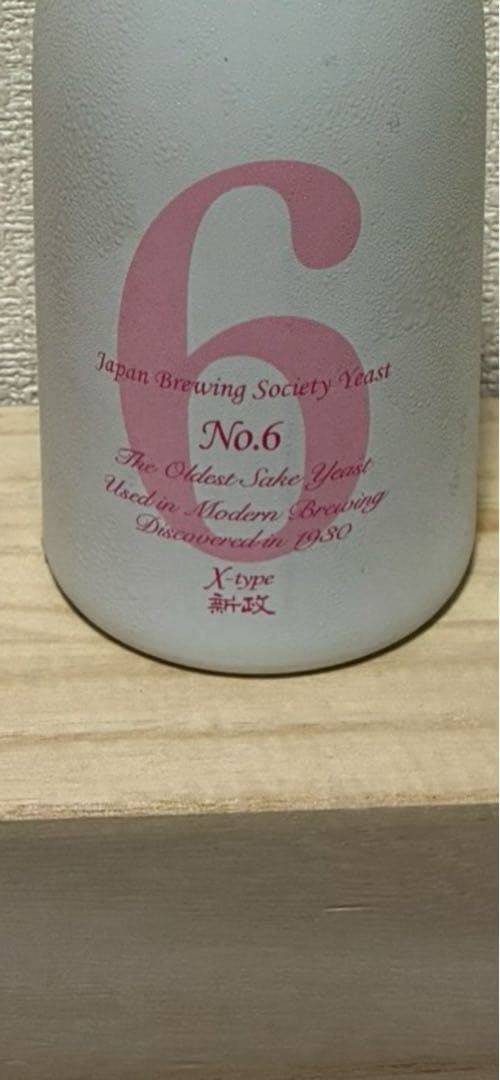 6
Japan Brewing Society Yeast
No.6
The Oldest Sake Yeast
Used in Modern Brewing
Discovered in 1930
X-type
新政